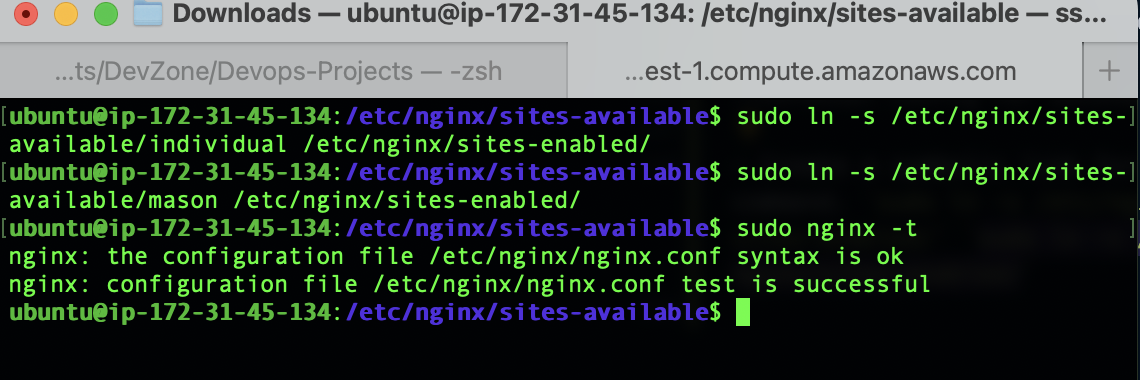 Downloads — ubuntu@ip-172-31-45-134: /etc/nginx/sites-available — ss...
...ts/DevZone/Devops-Projects — -zsh
...est-1.compute.amazonaws.com
+
[ubuntu@ip-172-31-45-134:/etc/nginx/sites-available$ sudo ln -s /etc/nginx/sites-]
available/individual /etc/nginx/sites-enabled/
[ubuntu@ip-172-31-45-134:/etc/nginx/sites-available$ sudo ln -s /etc/nginx/sites-]
available/mason /etc/nginx/sites-enabled/
[ubuntu@ip-172-31-45-134:/etc/nginx/sites-available$ sudo nginx -t ]
nginx: the configuration file /etc/nginx/nginx.conf syntax is ok
nginx: configuration file /etc/nginx/nginx.conf test is successful
ubuntu@ip-172-31-45-134:/etc/nginx/sites-available$